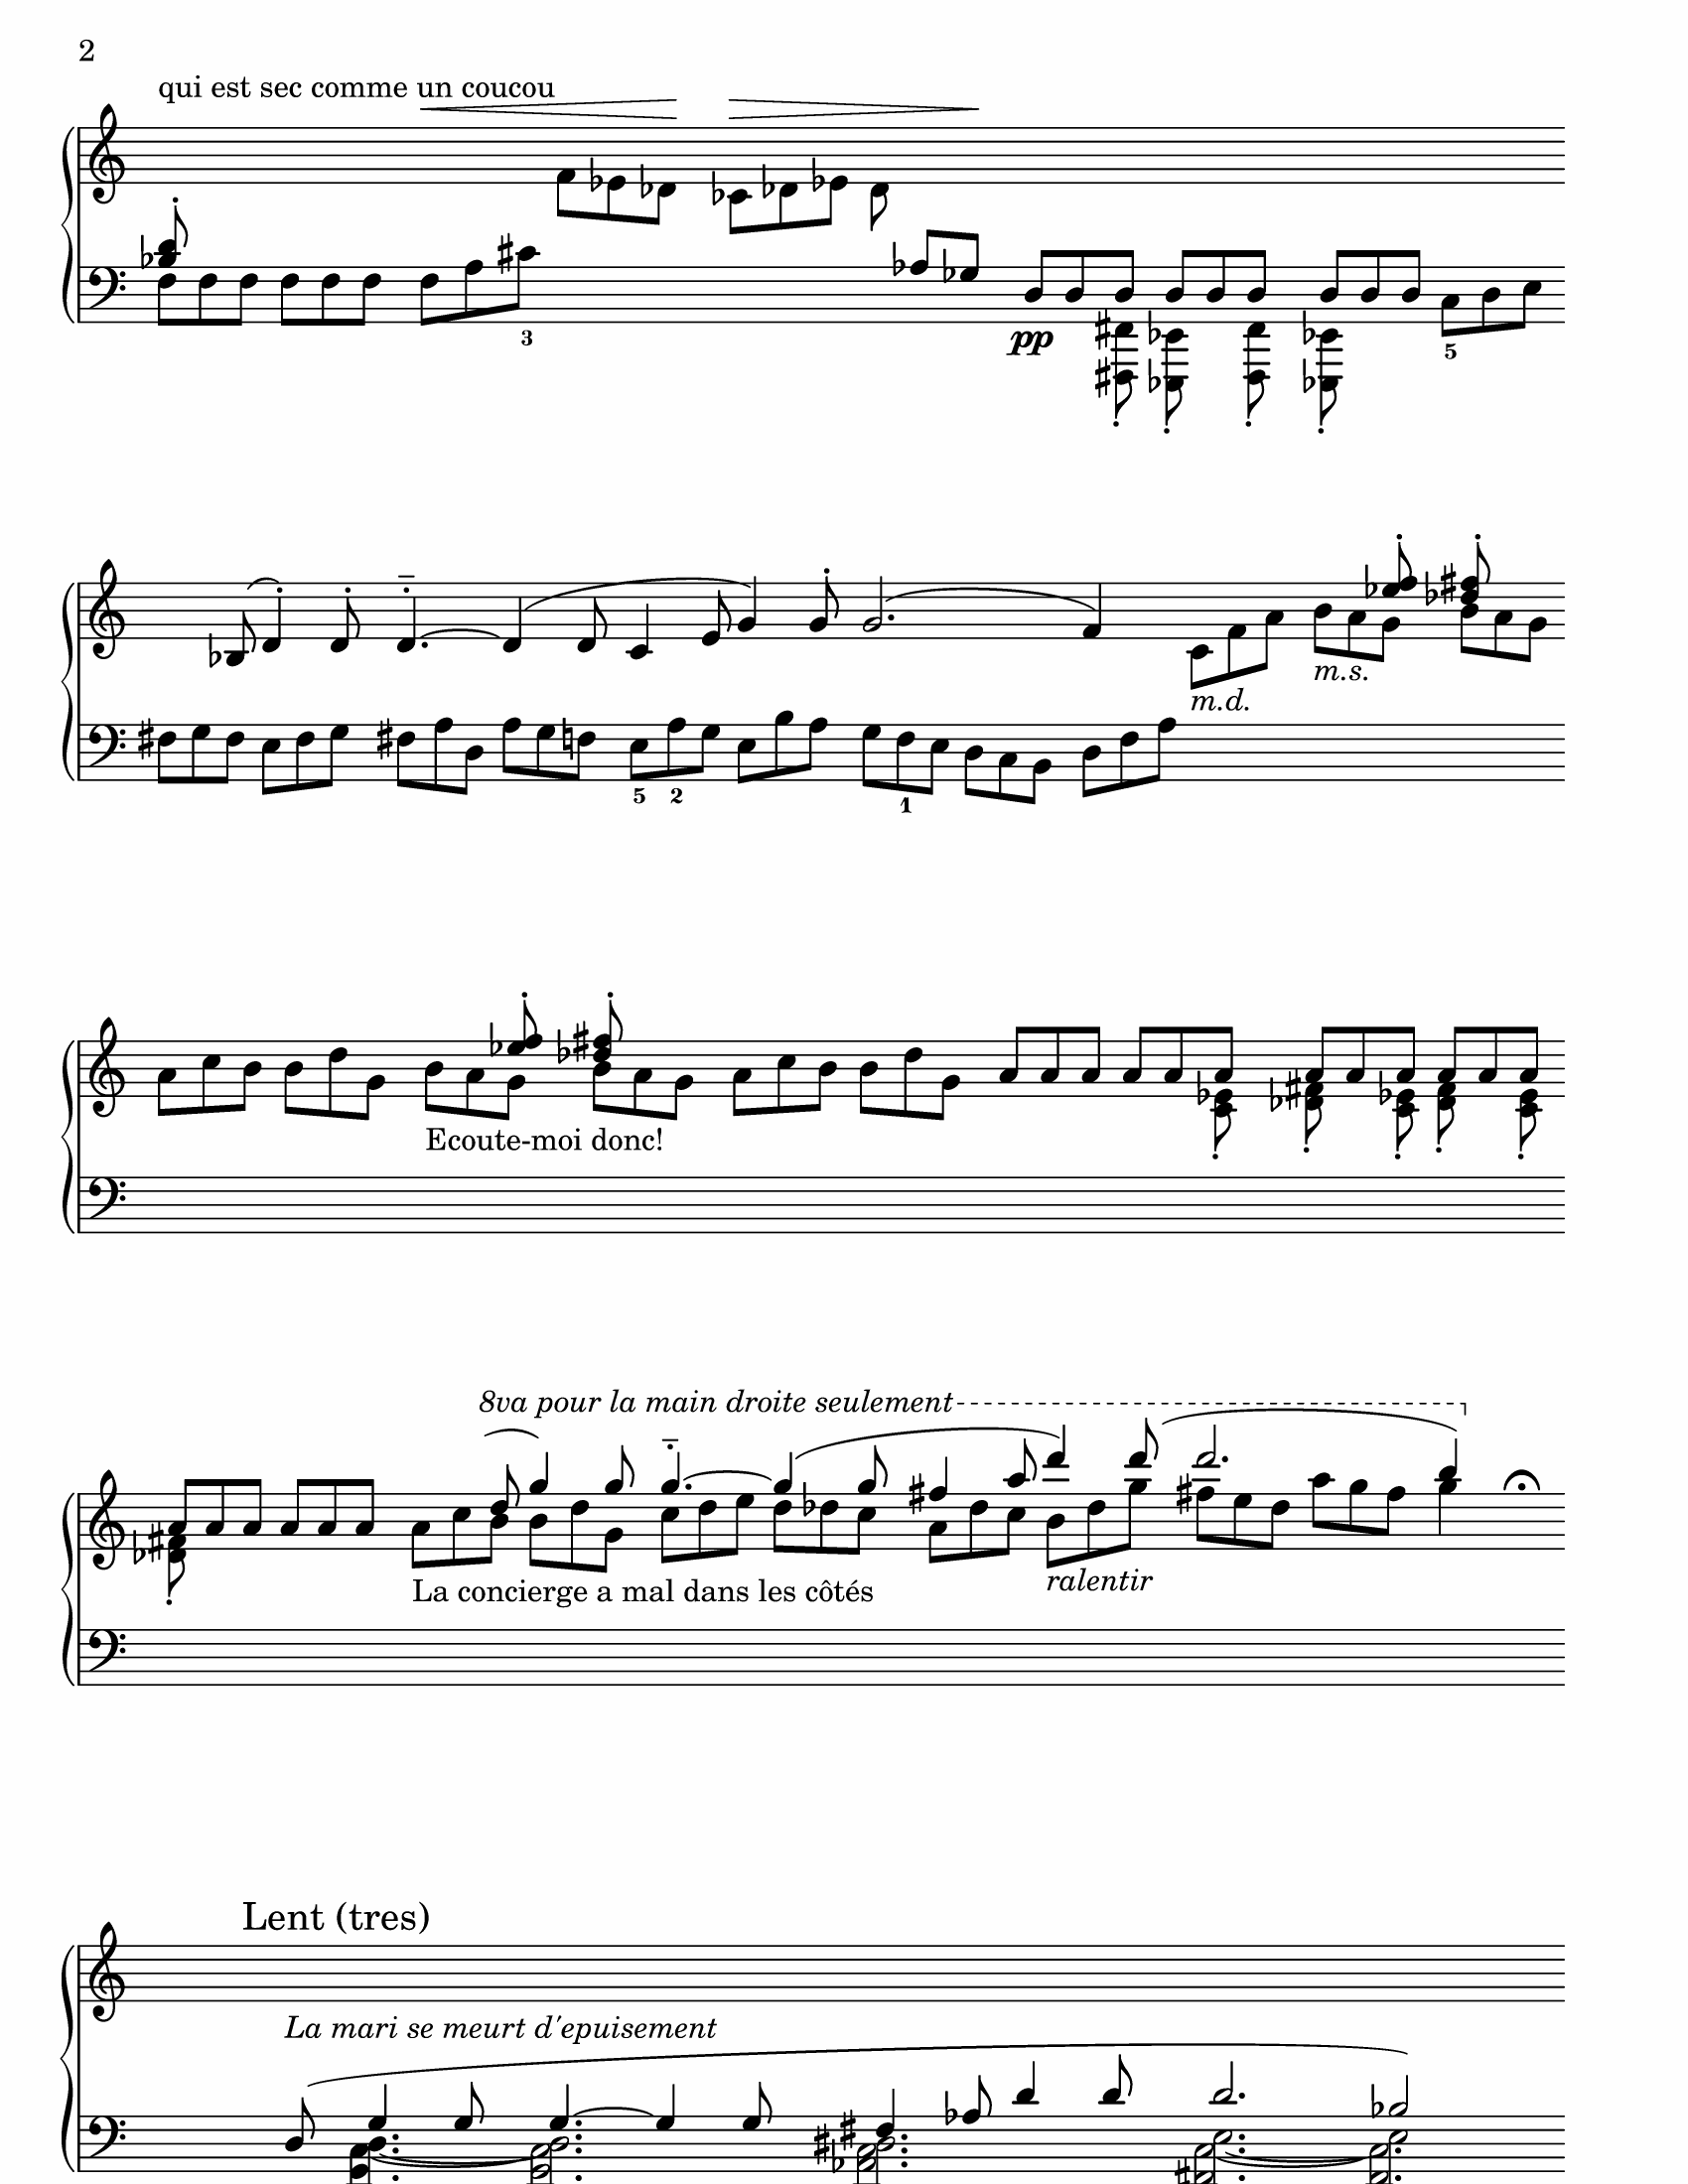 2
qui est sec comme un coucou
3
pp
5
m.s.
m.d.
5 2 1
Ecoute-moi donc!
8va pour la main droite seulement
ralentir
La concierge a mal dans les côtés
Lent (tres)
La mari se meurt d'epuisement